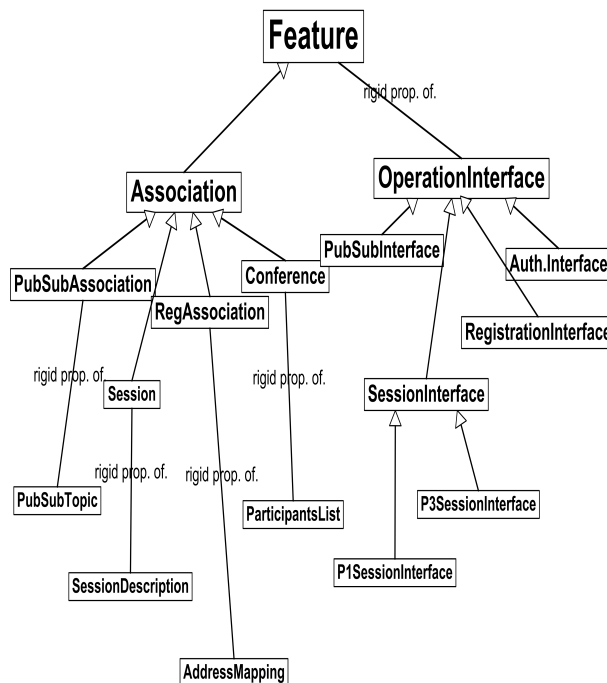 Feature
rigid prop. of.
Association
OperationInterface
PubSubInterface
Auth.Interface
PubSubAssociation
Conference
RegAssociation
RegistrationInterface
rigid prop. of.
rigid prop. of.
Session
SessionInterface
rigid prop. of.
rigid prop. of.
PubSubTopic
ParticipantsList
P3SessionInterface
SessionDescription
P1SessionInterface
AddressMapping